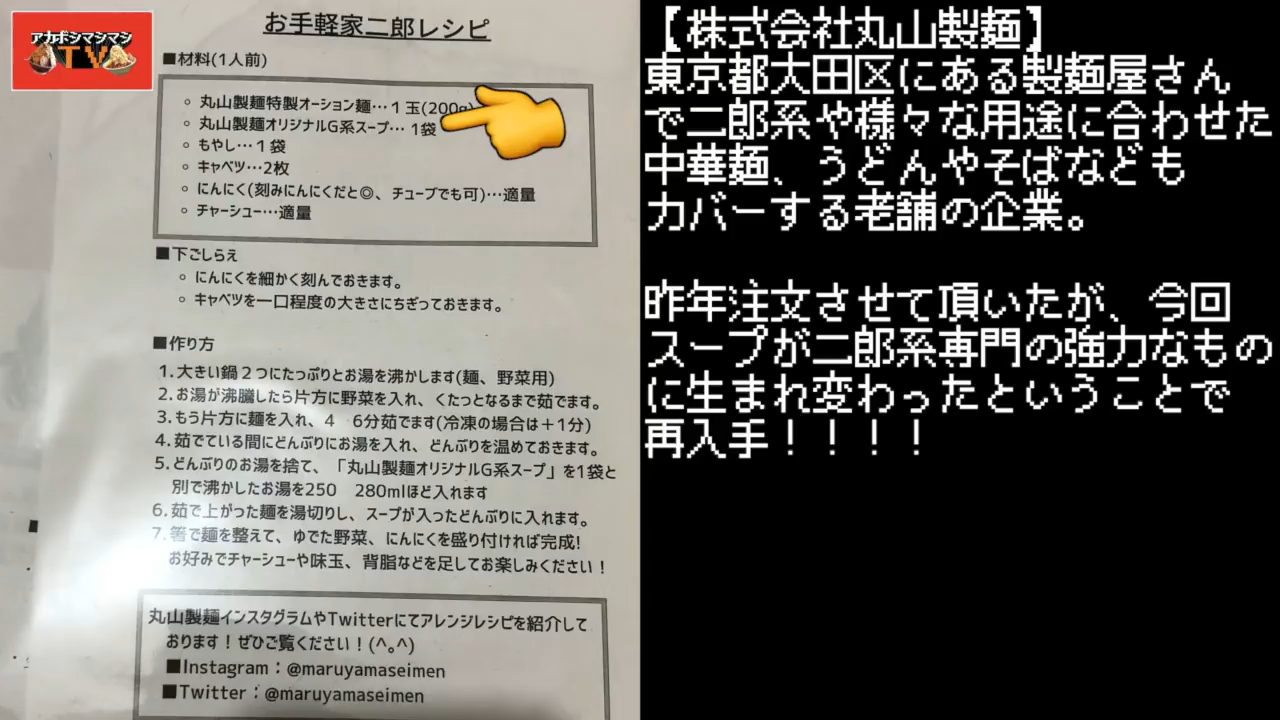 アカボシマシマシ
TV
お手軽家二郎レシピ
■材料(1人前)
◦ 丸山製麺特製オーション麺…１玉(200g)
◦ 丸山製麺オリジナルG系スープ… 1袋
◦ もやし…１袋
◦ キャベツ…2枚
◦ にんにく(刻みにんにくだと◎、チューブでも可)…適量
◦ チャーシュー…適量
■下ごしらえ
◦ にんにくを細かく刻んでおきます。
◦ キャベツを一口程度の大きさにちぎっておきます。
■作り方
1. 大きい鍋２つにたっぷりとお湯を沸かします(麺、野菜用)
2. お湯が沸騰したら片方に野菜を入れ、くたっとなるまで茹でます。
3. もう片方に麺を入れ、4　6分茹でます(冷凍の場合は＋1分)
4. 茹でている間にどんぶりにお湯を入れ、どんぶりを温めておきます。
5. どんぶりのお湯を捨て、「丸山製麺オリジナルG系スープ」を1袋と
別で沸かしたお湯を250　280mlほど入れます
6. 茹で上がった麺を湯切りし、スープが入ったどんぶりに入れます。
7. 箸で麺を整えて、ゆでた野菜、にんにくを盛り付ければ完成!
お好みでチャーシューや味玉、背脂などを足してお楽しみください！
丸山製麺インスタグラムやTwitterにてアレンジレシピを紹介して
おります！ぜひご覧ください！(^｡^)
■Instagram：@maruyamaseimen
■Twitter：@maruyamaseimen
【株式会社丸山製麺】
東京都大田区にある製麺屋さん
で二郎系や様々な用途に合わせた
中華麺、うどんやそばなども
カバーする老舗の企業。
昨年注文させて頂いたが、今回
スープが二郎系専門の強力なもの
に生まれ変わったということで
再入手！！！！